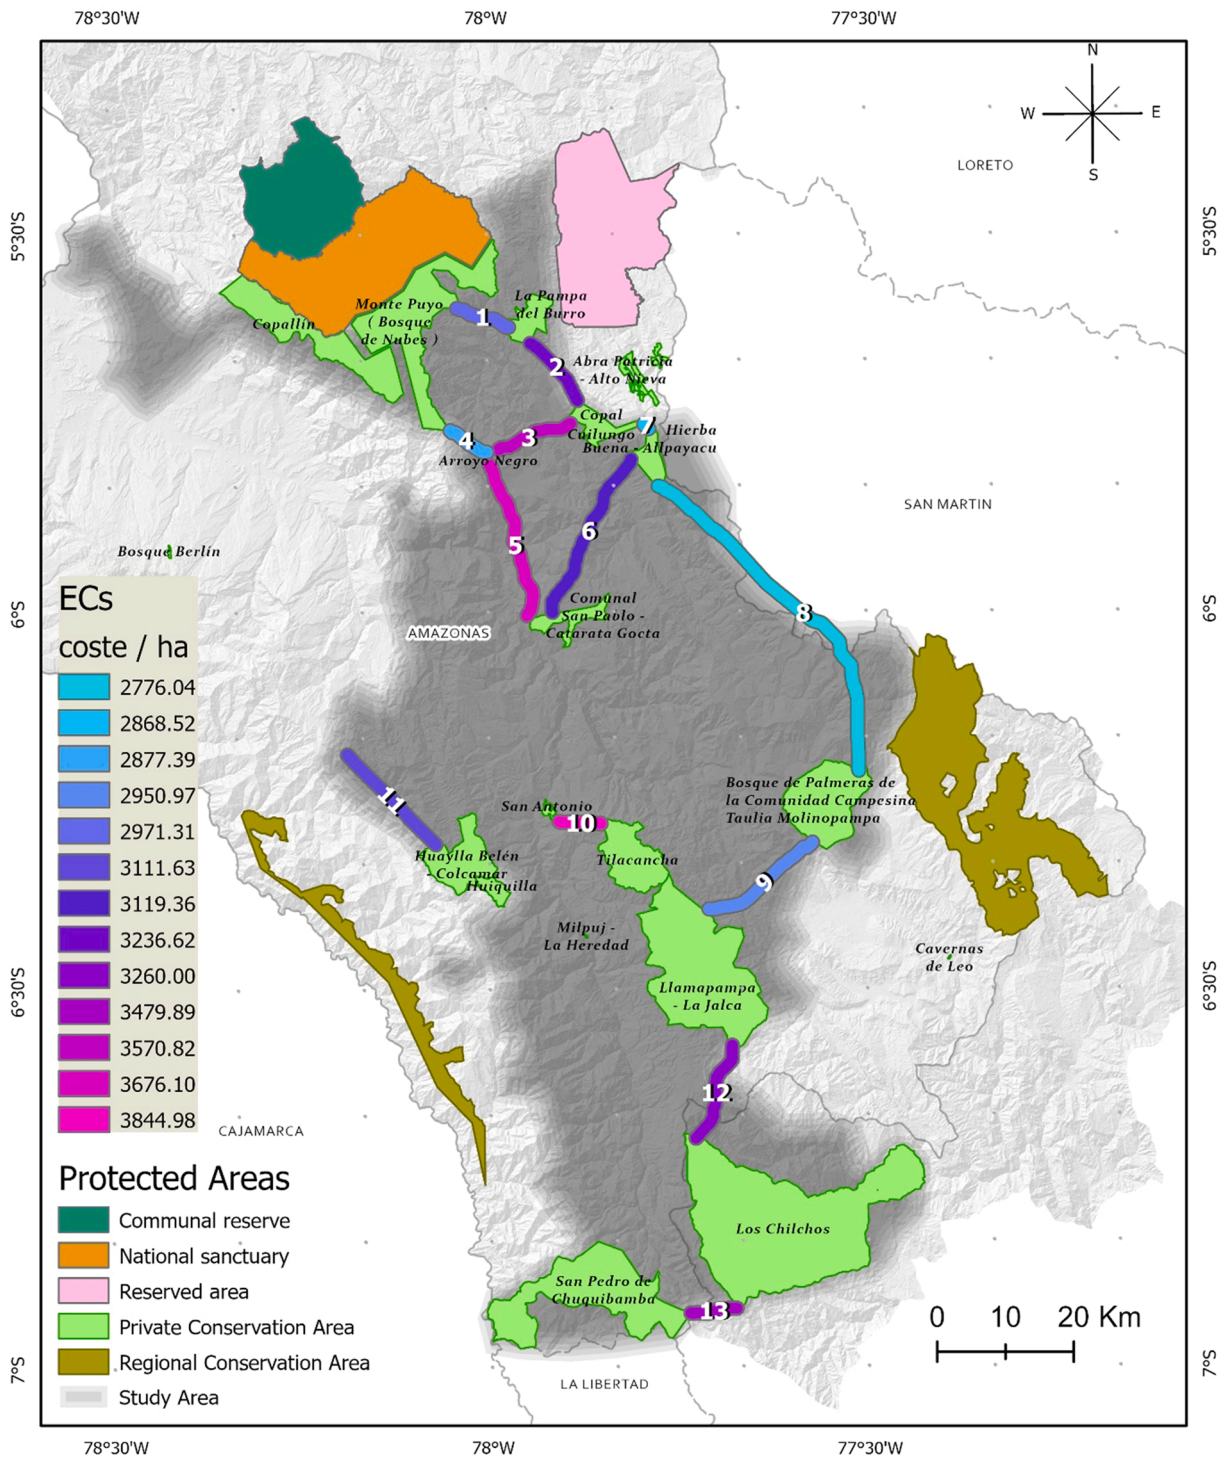 78°30'W
78°W
77°30'W
N
W
E
S
LORETO
5°30'S
5°30'S
La Pampa
del Burro
Monte Puyo
( Bosque
de Nubes )
Copallín
1
2
Abra Patricia
- Alto Nieva
Copal
Cuilungo
7
Hierba
Buena - Allpayacu
3
4
Arroyo Negro
SAN MARTIN
6
5
Bosque Berlín
ECs
coste / ha
2776.04
2868.52
2877.39
2950.97
2971.31
3111.63
3119.36
3236.62
3260.00
3479.89
3570.82
3676.10
3844.98
6°S
6°S
Comunal
San Pablo -
Catarata Gocta
8
AMAZONAS
Bosque de Palmeras de
la Comunidad Campesina
Taulia Molinopampa
11
San Antonio
10
Tilacancha
Huaylla Belén
- Colcamar
Huiquilla
9
Milpuj -
La Heredad
Cavernas
de Leo
6°30'S
6°30'S
Llamapampa
- La Jalca
12
CAJAMARCA
Protected Areas
Communal reserve
National sanctuary
Reserved area
Private Conservation Area
Regional Conservation Area
Study Area
Los Chilchos
San Pedro de
Chuquibamba
13
0 10 20 Km
7°S
7°S
LA LIBERTAD
78°30'W
78°W
77°30'W